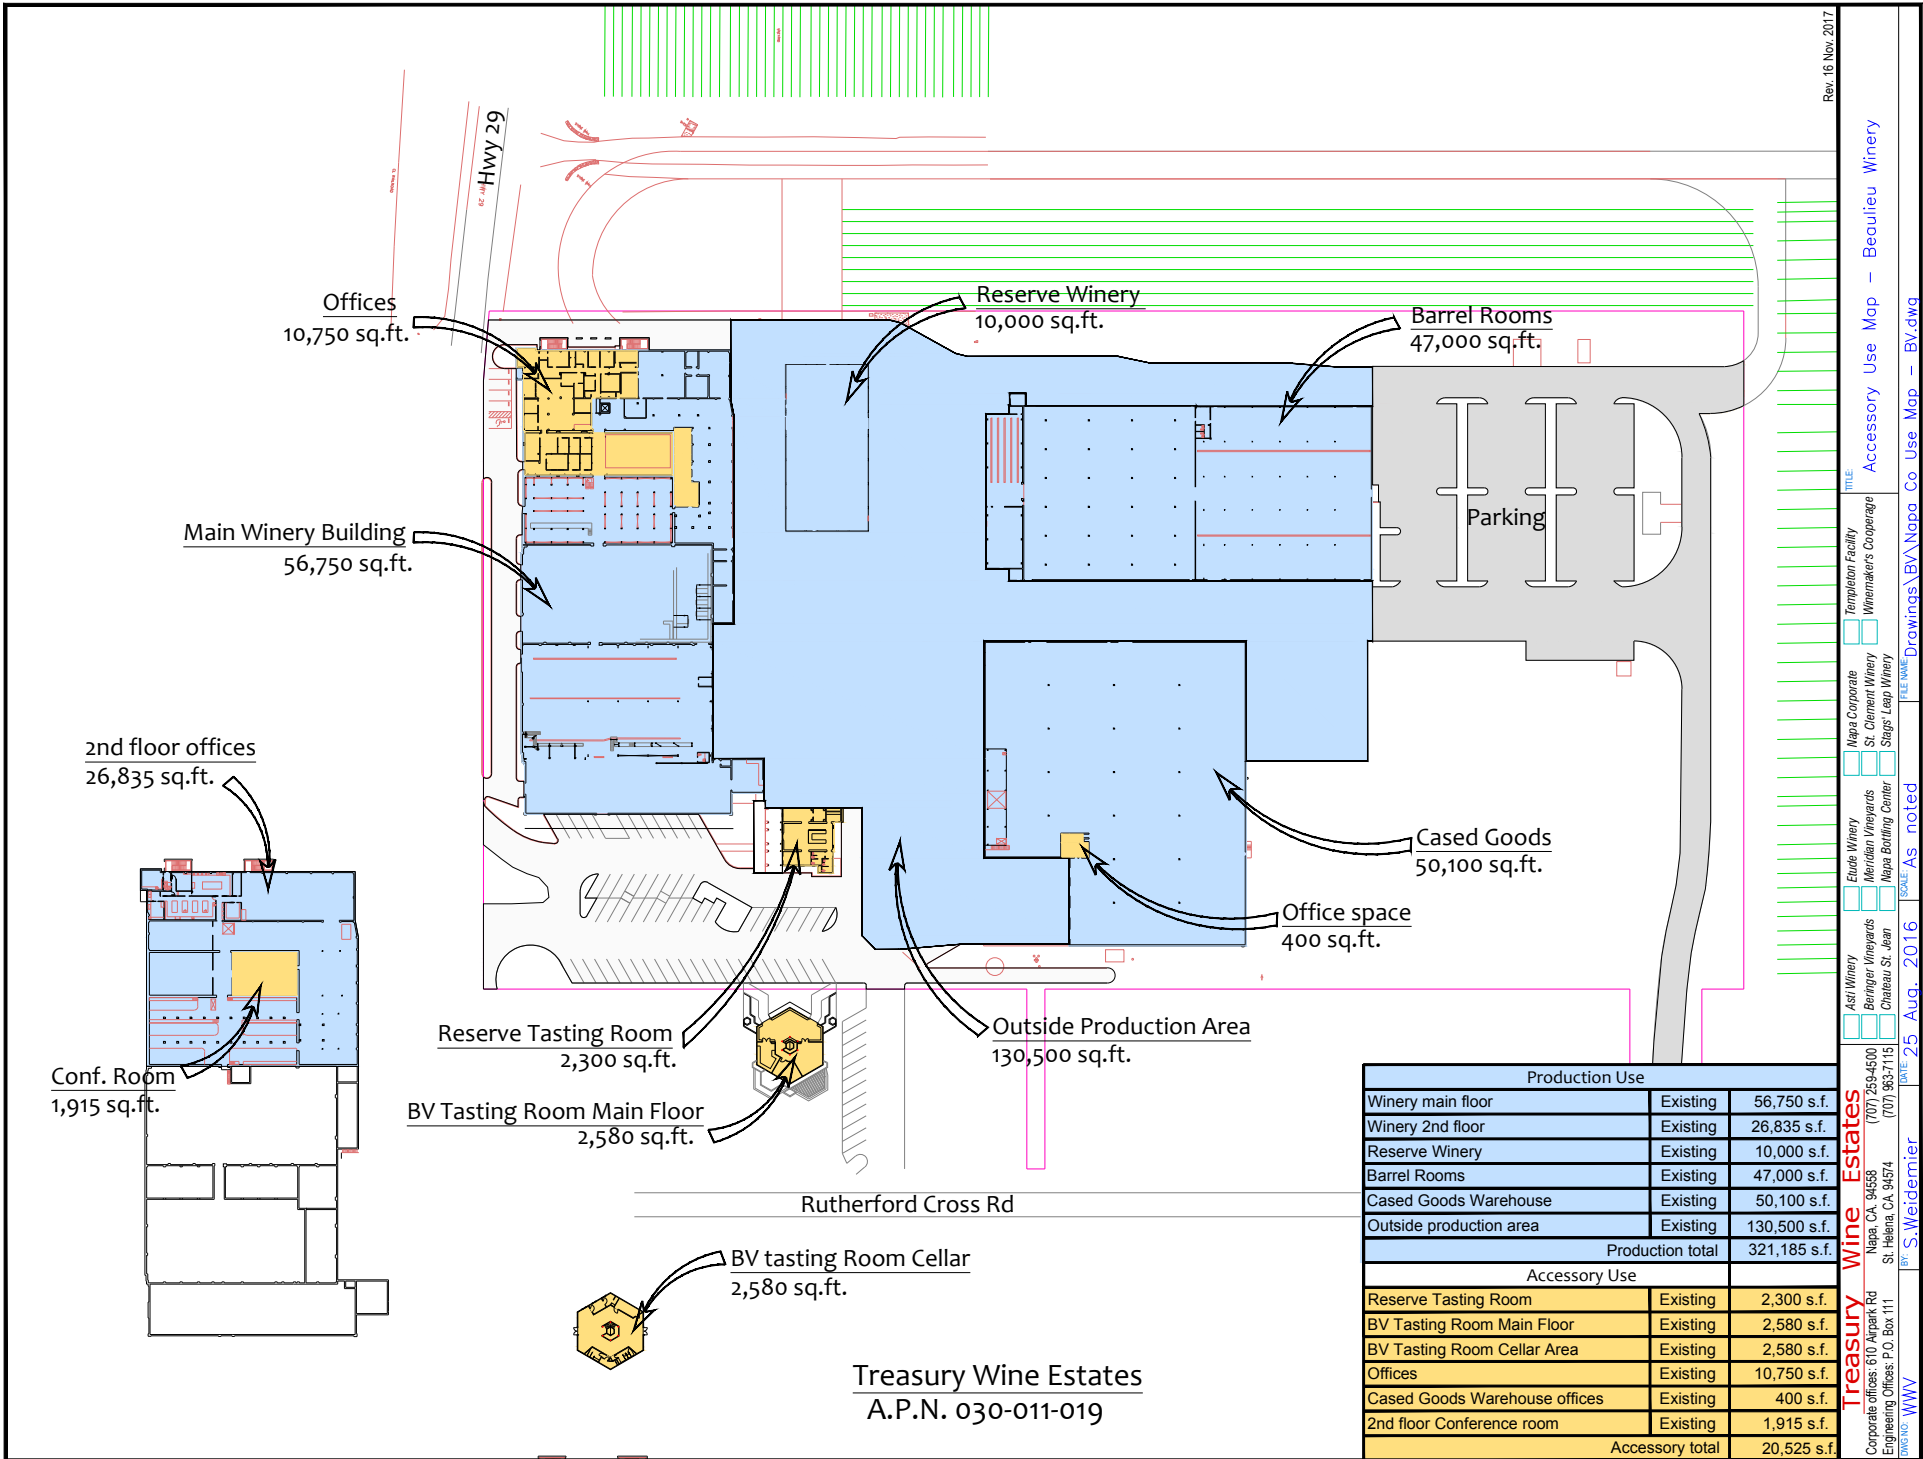 Rev. 16 Nov. 2017
Hwy 29
HWY 29
Offices
10,750 sq.ft.
Reserve Winery
10,000 sq.ft.
Barrel Rooms
47,000 sq.ft.
Parking
Main Winery Building
56,750 sq.ft.
2nd floor offices
26,835 sq.ft.
Cased Goods
50,100 sq.ft.
Office space
400 sq.ft.
Reserve Tasting Room
2,300 sq.ft.
Outside Production Area
130,500 sq.ft.
Conf. Room
1,915 sq.ft.
BV Tasting Room Main Floor
2,580 sq.ft.
Rutherford Cross Rd
BV tasting Room Cellar
2,580 sq.ft.
Treasury Wine Estates
A.P.N. 030-011-019
Production Use
Winery main floor Existing 56,750 s.f.
Winery 2nd floor Existing 26,835 s.f.
Reserve Winery Existing 10,000 s.f.
Barrel Rooms Existing 47,000 s.f.
Cased Goods Warehouse Existing 50,100 s.f.
Outside production area Existing 130,500 s.f.
Production total 321,185 s.f.
Accessory Use
Reserve Tasting Room Existing 2,300 s.f.
BV Tasting Room Main Floor Existing 2,580 s.f.
BV Tasting Room Cellar Area Existing 2,580 s.f.
Offices Existing 10,750 s.f.
Cased Goods Warehouse offices Existing 400 s.f.
2nd floor Conference room Existing 1,915 s.f.
Accessory total 20,525 s.f.
Treasury Wine Estates
Corporate offices: 610 Airpark Rd Napa, CA. 94558 (707) 259-4500
Engineering Offices: P.O. Box 111 St. Helena, CA. 94574 (707) 963-7115
Asti Winery
Beringer Vineyards
Chateau St. Jean
Etude Winery
Meridian Vineyards
Napa Bottling Center
Napa Corporate
St. Clement Winery
Stags' Leap Winery
Templeton Facility
Winemaker's Cooperage
TITLE:
Accessory Use Map - Beaulieu Winery
DWG NO: WWV
BY: S.Weidemier
DATE: 25 Aug. 2016
SCALE: As noted
FILE NAME: Drawings\BV\Napa Co Use Map - BV.dwg